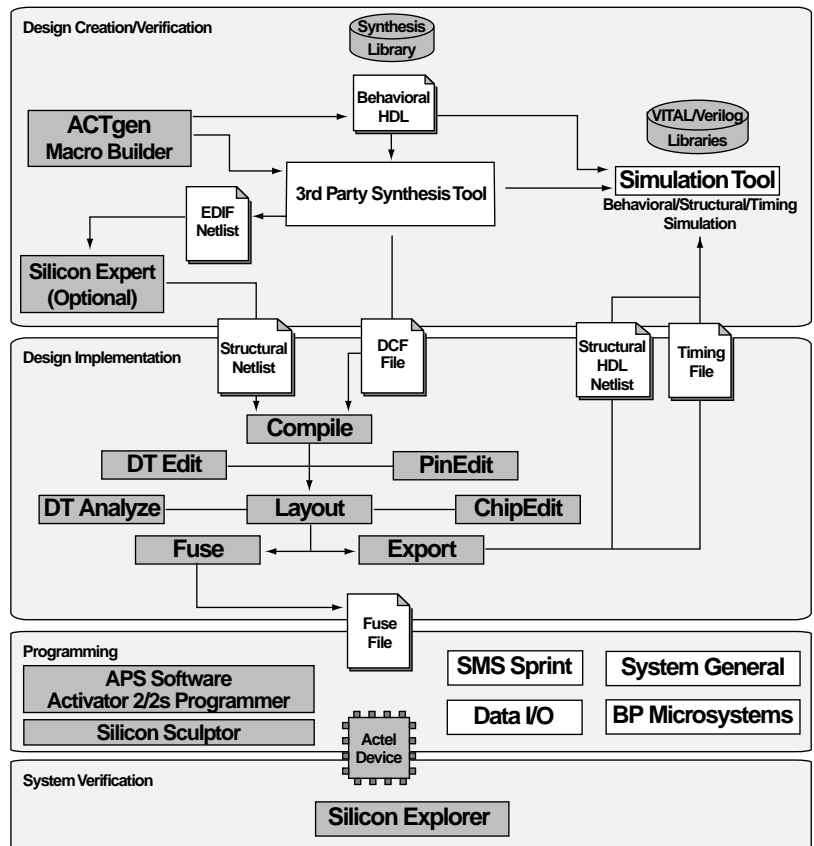 Design Creation/Verification
Synthesis
Library
Behavioral
HDL
ACTgen
Macro Builder
VITAL/Verilog
Libraries
3rd Party Synthesis Tool
Simulation Tool
Behavioral/Structural/Timing
Simulation
EDIF
Netlist
Silicon Expert
(Optional)
Design Implementation
Structural
Netlist
DCF
File
Structural
HDL
Netlist
Timing
File
Compile
DT Edit
PinEdit
DT Analyze
Layout
ChipEdit
Fuse
Export
Fuse
File
Programming
APS Software
Activator 2/2s Programmer
Silicon Sculptor
SMS Sprint
System General
Data I/O
BP Microsystems
Actel
Device
System Verification
Silicon Explorer